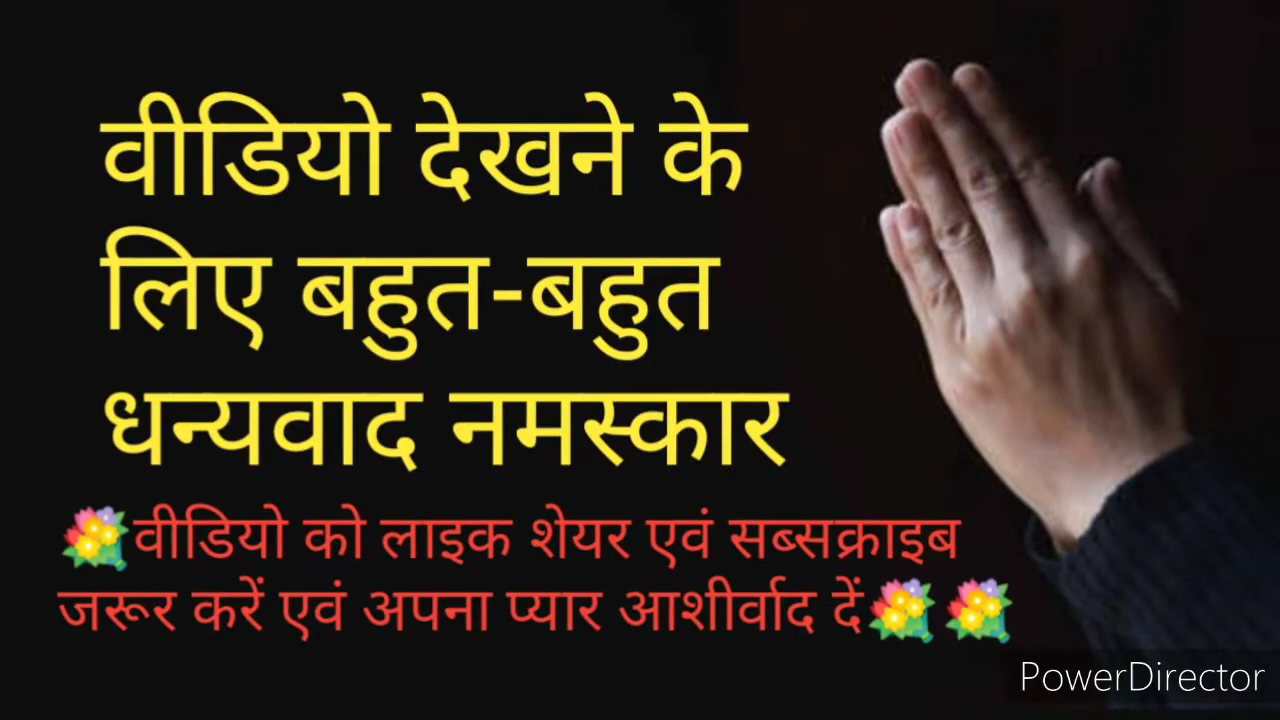 वीडियो देखने के
लिए बहुत-बहुत
धन्यवाद नमस्कार
💐वीडियो को लाइक शेयर एवं सब्सक्राइब
जरूर करें एवं अपना प्यार आशीर्वाद दें💐💐
PowerDirector